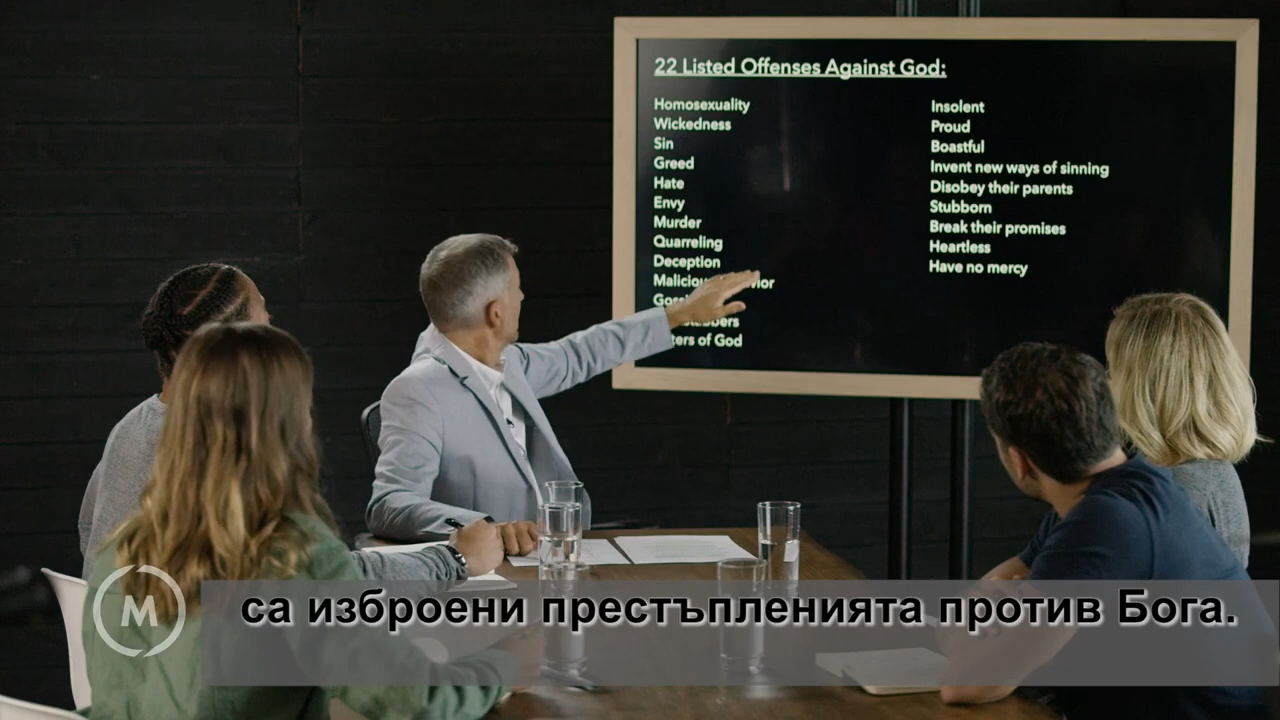 22 Listed Offenses Against God:
Homosexuality
Wickedness
Sin
Greed
Hate
Envy
Murder
Quarreling
Deception
God
Insolent
Proud
Boastful
Invent new ways of sinning
Disobey their parents
Stubborn
Break their promises
Heartless
Have no mercy
M
са изброени престъпленията против Бога.